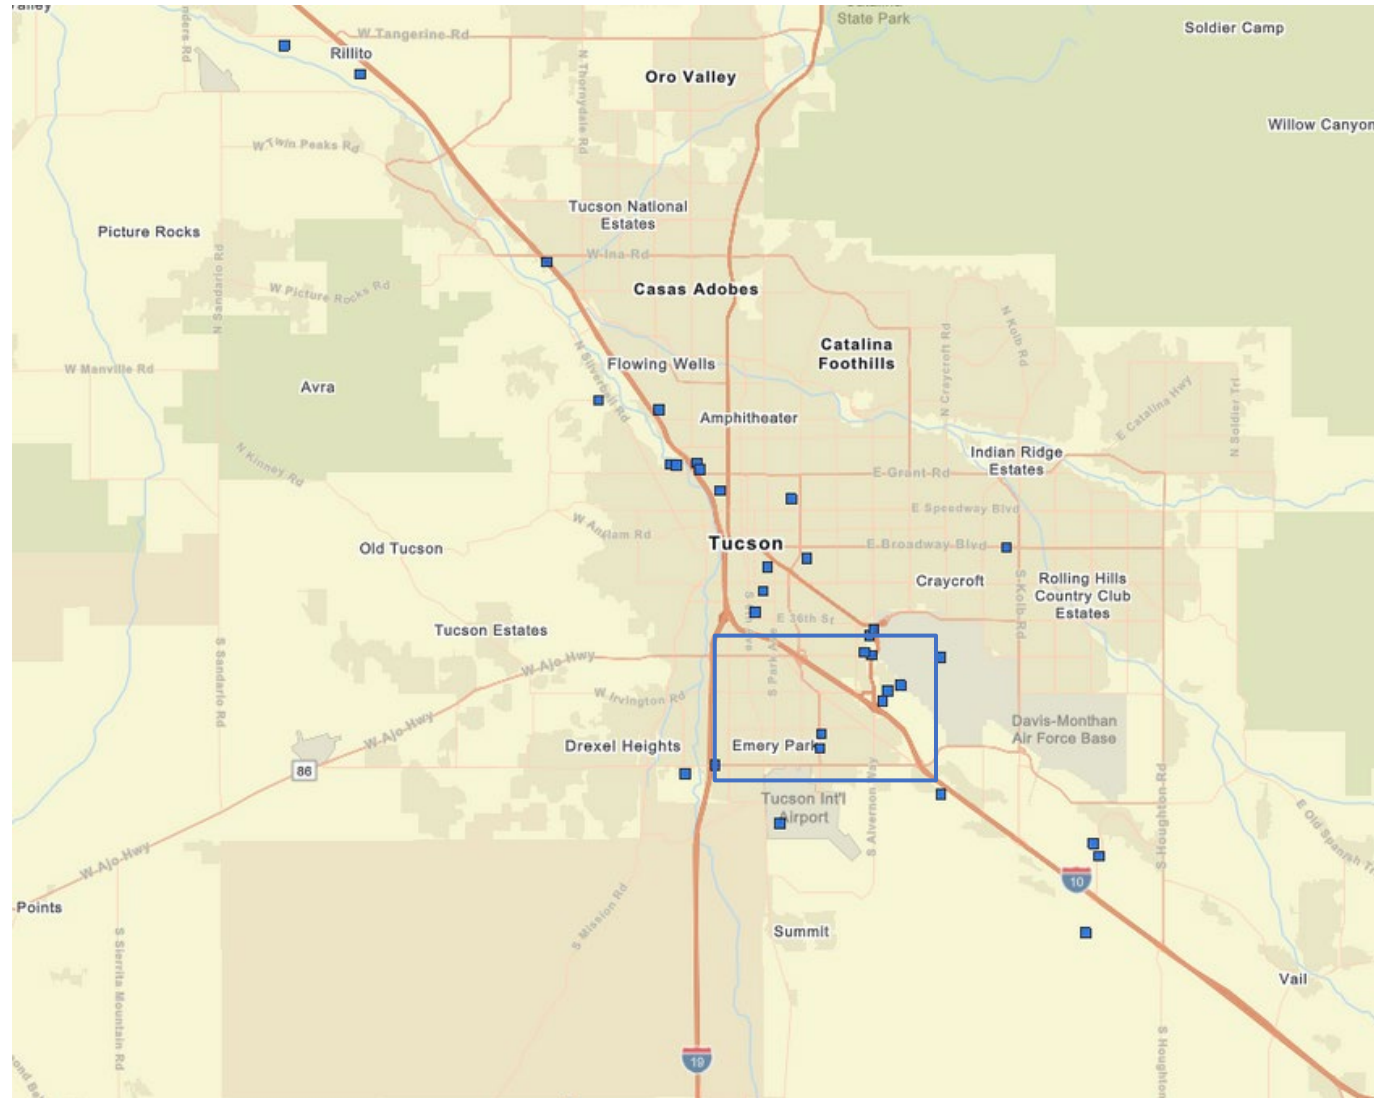 alley
nders Rd
W Tangerine Rd
Rillito
Oro Valley
N Thornydale Rd
State Park
Soldier Camp
Willow Canyon
W Twin Peaks Rd
Tucson National
Estates
Picture Rocks
N Sandario Rd
W Ina Rd
W Picture Rocks Rd
Casas Adobes
N Kolb Rd
Catalina
Foothills
N Craycroft Rd
W Manville Rd
Avra
Flowing Wells
N Silverbell Rd
Amphitheater
E Catalina Hwy
N Soldier Trl
N Kinney Rd
Indian Ridge
Estates
E Grant Rd
E Speedway Blvd
W Anklam Rd
Old Tucson
Tucson
E Broadway Blvd
Craycroft
Rolling Hills
Country Club
Estates
S Kolb Rd
E 36th St
S Park Ave
Tucson Estates
W Ajo Hwy
S Sandario Rd
W Irvington Rd
W Ajo Hwy
86
Drexel Heights
Emery Park
Davis-Monthan
Air Force Base
Tucson Int'l
Airport
S Alvernon Way
S Houghton Rd
E Old Spanish Tr
W Ajo Hwy
10
Points
S Mission Rd
Summit
S Sierrita Mountain Rd
Vail
19
S Houghton